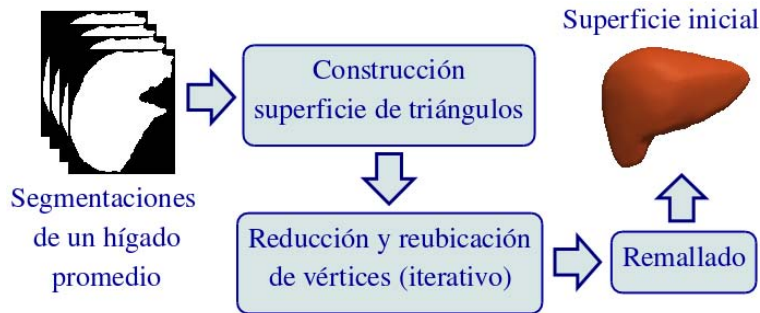 Segmentaciones
de un hígado
promedio
Construcción
superficie de triángulos
Reducción y reubicación
de vértices (iterativo)
Remallado
Superficie inicial